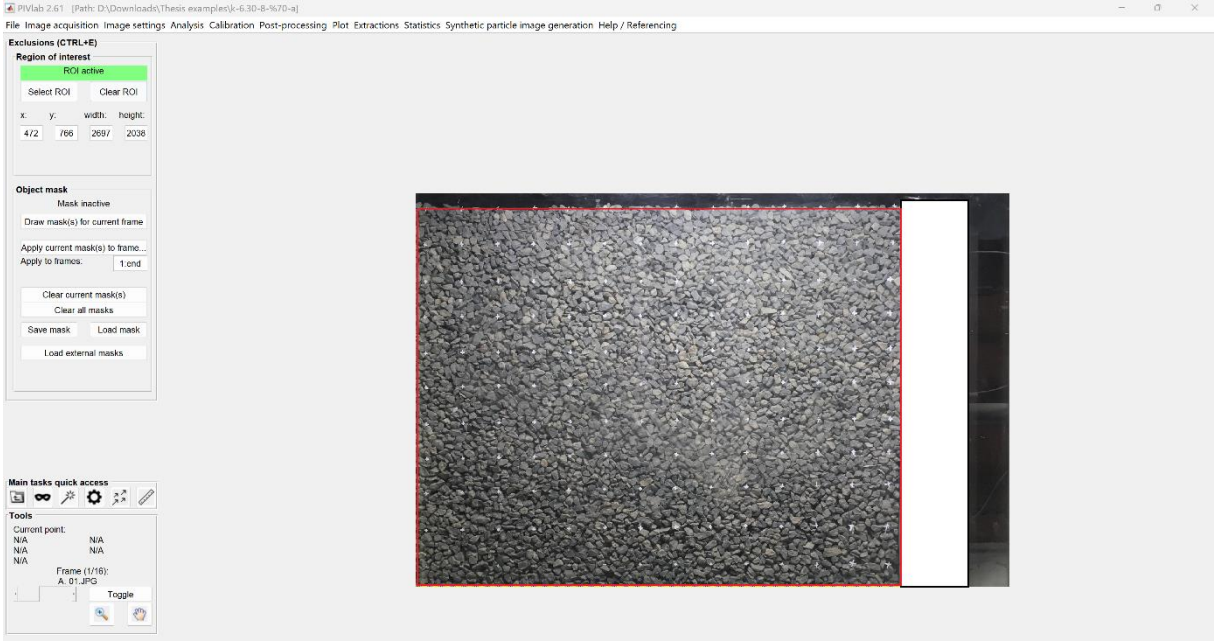 PIVlab 2.61 [Path: D:\Downloads\Thesis examples\k-6.30-8-%70-a]
File Image acquisition Image settings Analysis Calibration Post-processing Plot Extractions Statistics Synthetic particle image generation Help / Referencing
Exclusions (CTRL+E)
Region of interest
ROI active
Select ROI Clear ROI
x: y: width: height:
472 766 2697 2038
Object mask
Mask inactive
Draw mask(s) for current frame
Apply current mask(s) to frame...
Apply to frames: 1:end
Clear current mask(s)
Clear all masks
Save mask Load mask
Load external masks
Main tasks quick access
Tools
Current point:
N/A N/A
N/A N/A
N/A
Frame (1/16):
A: 01.JPG
Toggle